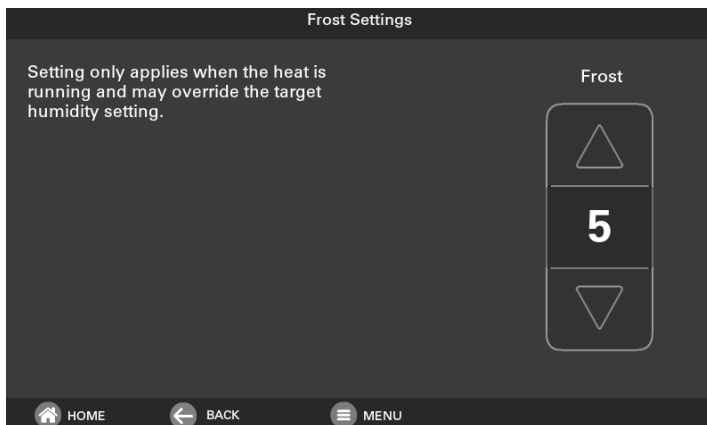 Frost Settings
Setting only applies when the heat is
running and may override the target
humidity setting.
Frost
5
HOME
BACK
MENU